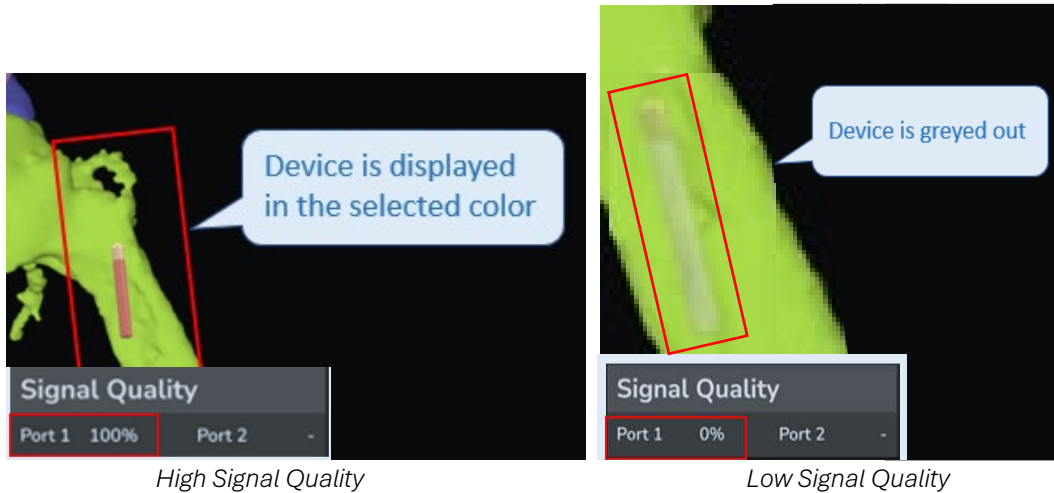 Device is displayed
in the selected color
Signal Quality
Port 1 100% Port 2 -
High Signal Quality
Device is greyed out
Signal Quality
Port 1 0% Port 2 -
Low Signal Quality